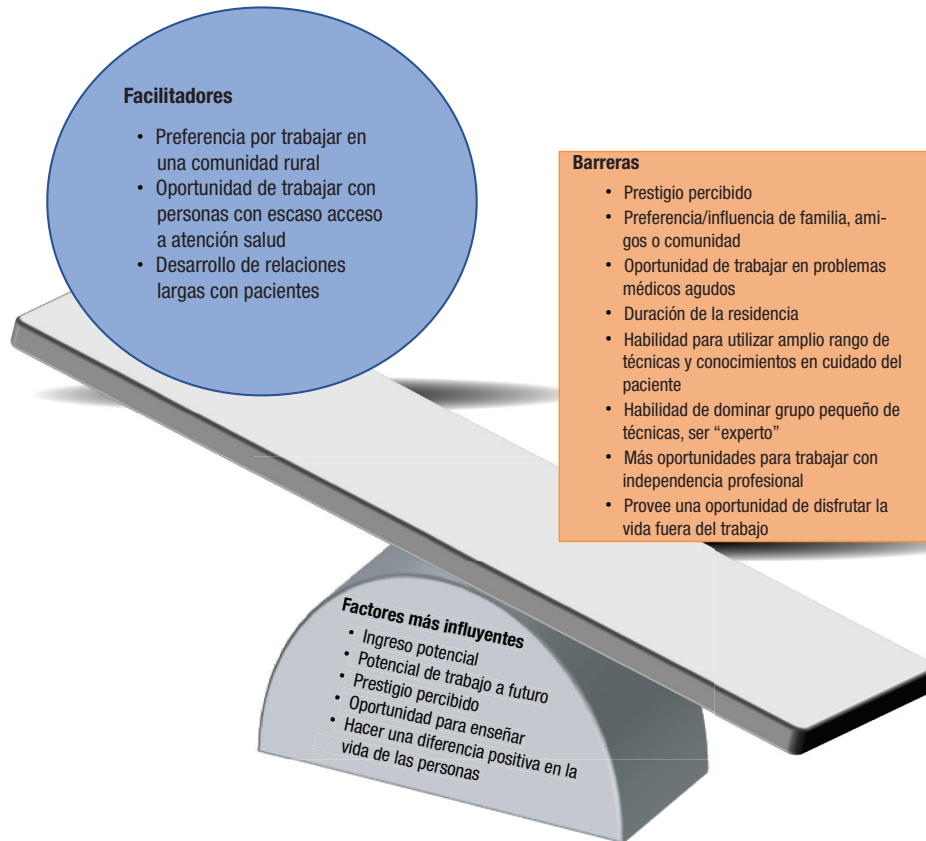 Facilitadores
• Preferencia por trabajar en
una comunidad rural
• Oportunidad de trabajar con
personas con escaso acceso
a atención salud
• Desarrollo de relaciones
largas con pacientes
Barreras
• Prestigio percibido
• Preferencia/influencia de familia, ami-
gos o comunidad
• Oportunidad de trabajar en problemas
médicos agudos
• Duración de la residencia
• Habilidad para utilizar amplio rango de
técnicas y conocimientos en cuidado del
paciente
• Habilidad de dominar grupo pequeño de
técnicas, ser “experto”
• Más oportunidades para trabajar con
independencia profesional
• Provee una oportunidad de disfrutar la
vida fuera del trabajo
Factores más influyentes
• Ingreso potencial
• Potencial de trabajo a futuro
• Prestigio percibido
• Oportunidad para enseñar
• Hacer una diferencia positiva en la
vida de las personas